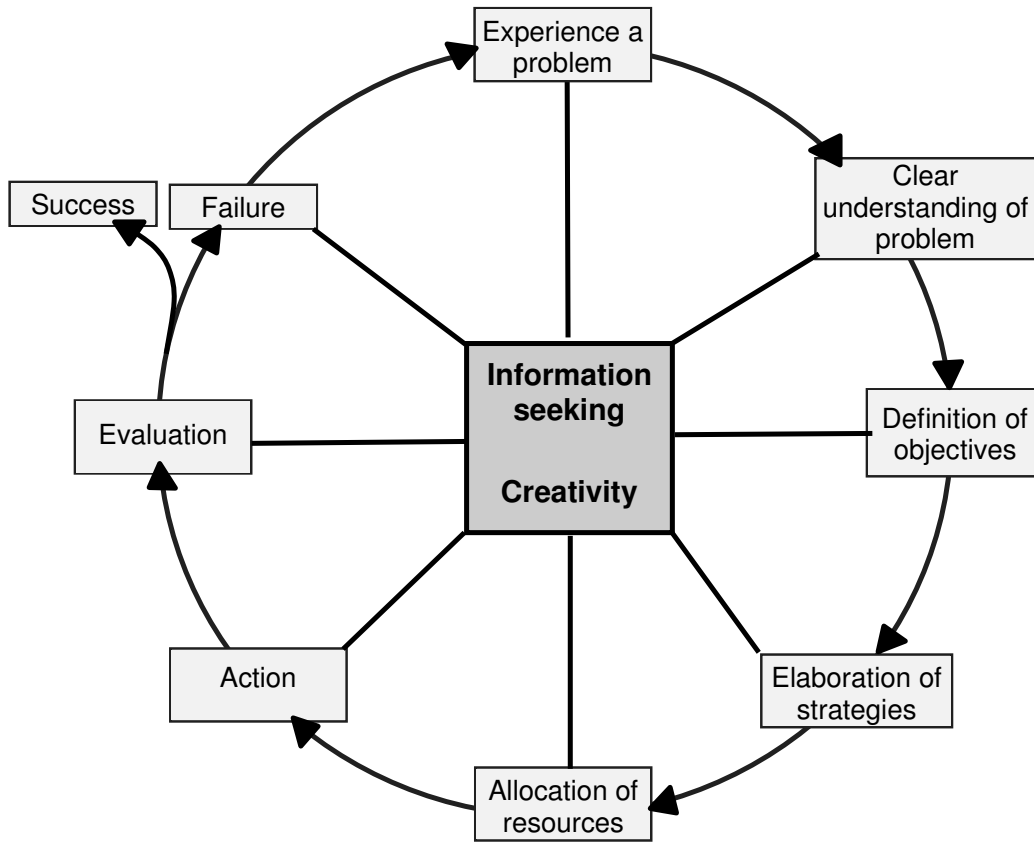 Experience a
problem
Clear
understanding of
problem
Success
Failure
Information
seeking
Creativity
Definition of
objectives
Evaluation
Elaboration of
strategies
Action
Allocation of
resources